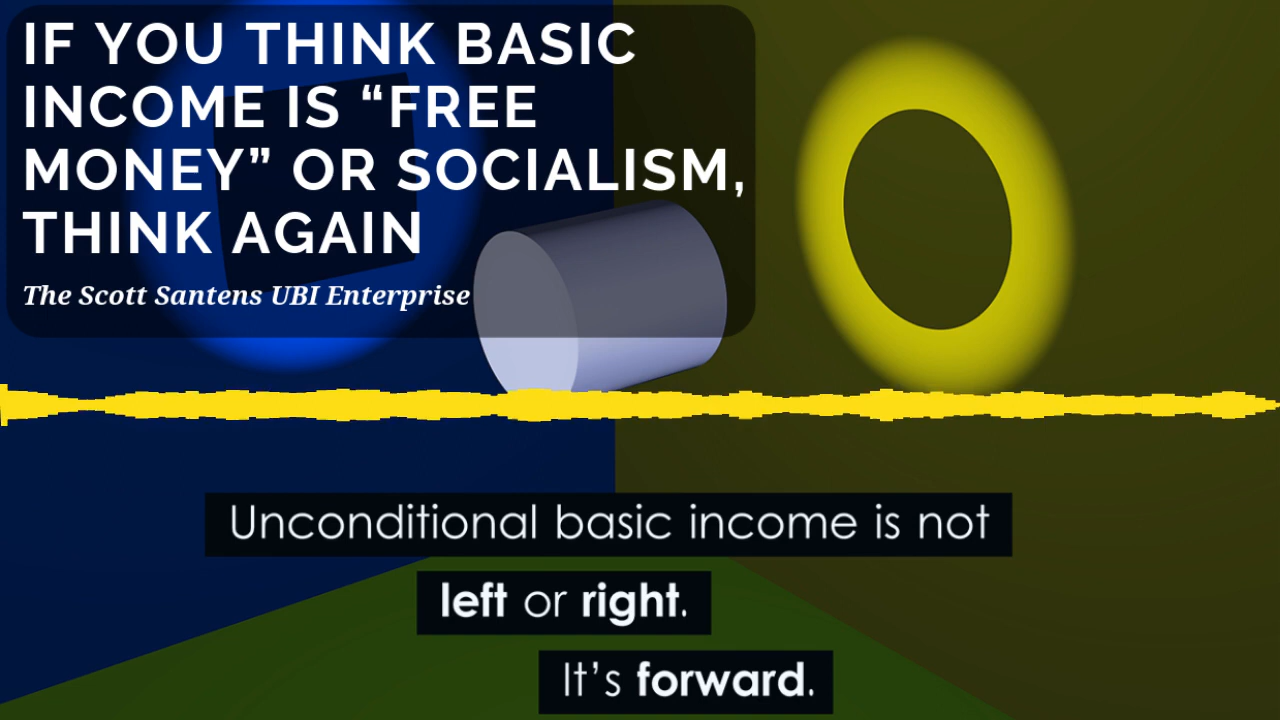 IF YOU THINK BASIC
INCOME IS “FREE
MONEY” OR SOCIALISM,
THINK AGAIN
The Scott Santens UBI Enterprise
Unconditional basic income is not
left or right.
It’s forward.